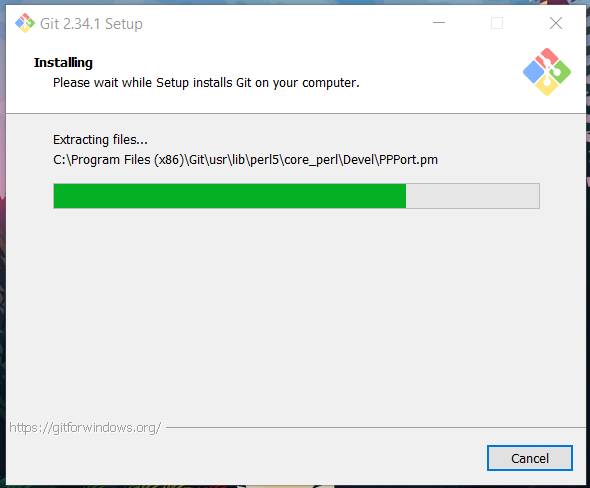 Git 2.34.1 Setup
Installing
Please wait while Setup installs Git on your computer.
Extracting files...
C:\Program Files (x86)\Git\usr\lib\perl5\core_perl\Devel\PPPort.pm
https://gitforwindows.org/
Cancel